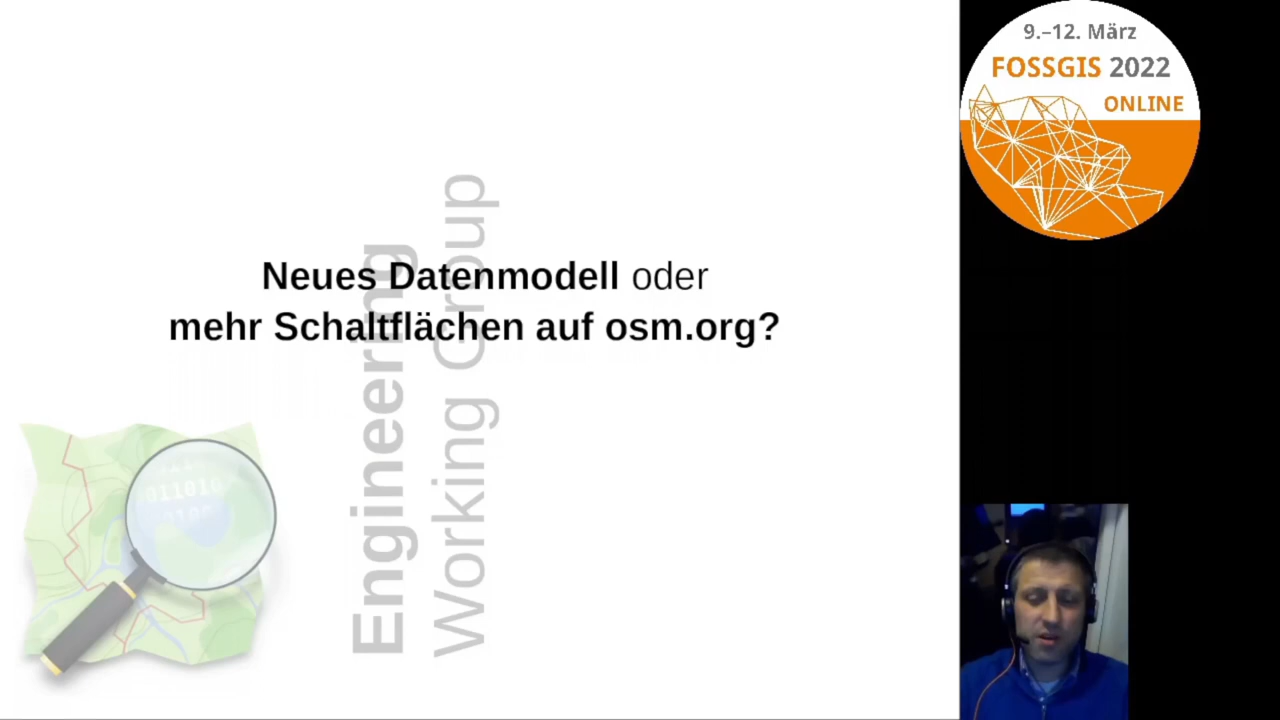 Neues Datenmodell oder
mehr Schaltflächen auf osm.org?
Engineering
Working Group
9.–12. März
FOSSGIS 2022
ONLINE